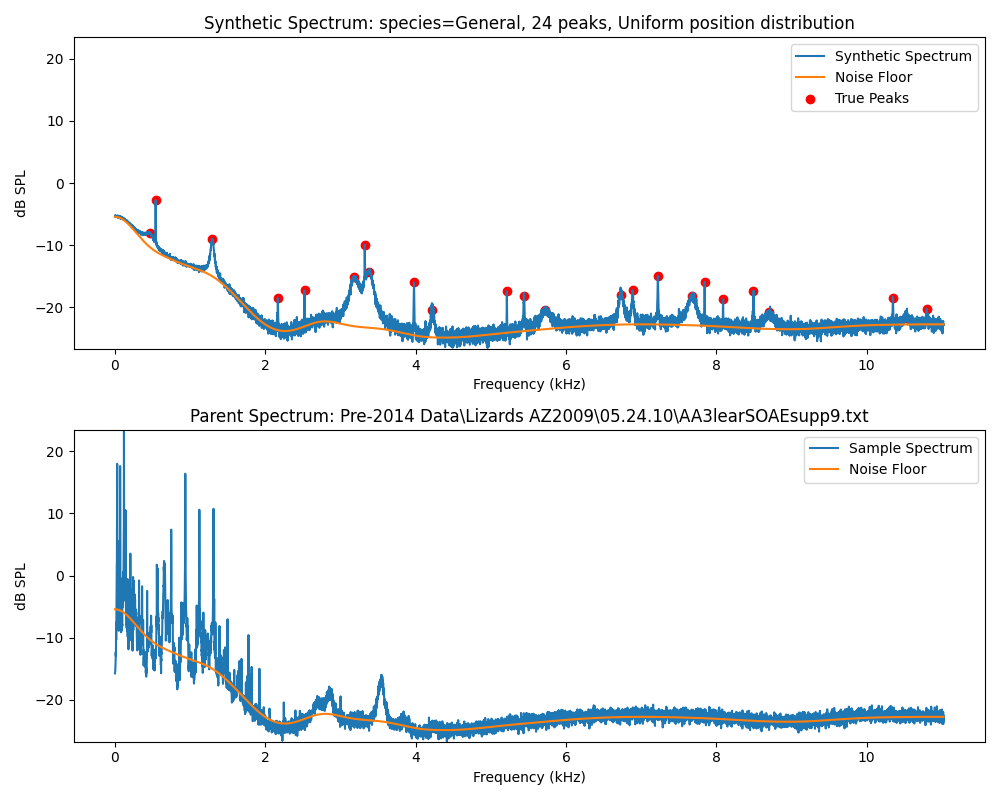 Synthetic Spectrum: species=General, 24 peaks, Uniform position distribution
20
10
0
−10
−20
dB SPL
Synthetic Spectrum
Noise Floor
True Peaks
0 2 4 6 8 10
Frequency (kHz)
Parent Spectrum: Pre-2014 Data\Lizards AZ2009\05.24.10\AA3learSOAEsupp9.txt
20
10
0
−10
−20
dB SPL
Sample Spectrum
Noise Floor
0 2 4 6 8 10
Frequency (kHz)